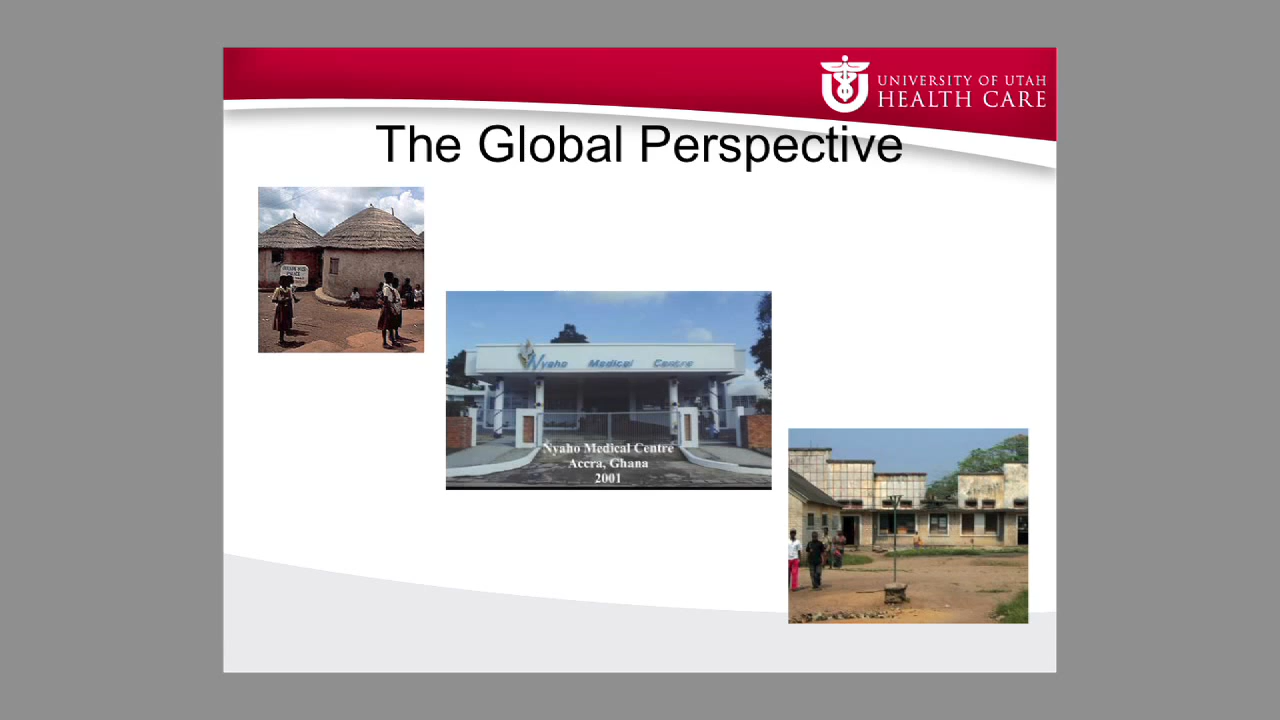 UNIVERSITY OF UTAH
HEALTH CARE
The Global Perspective
Nyaho Medical Centre
Nyaho Medical Centre
Accra, Ghana
2001